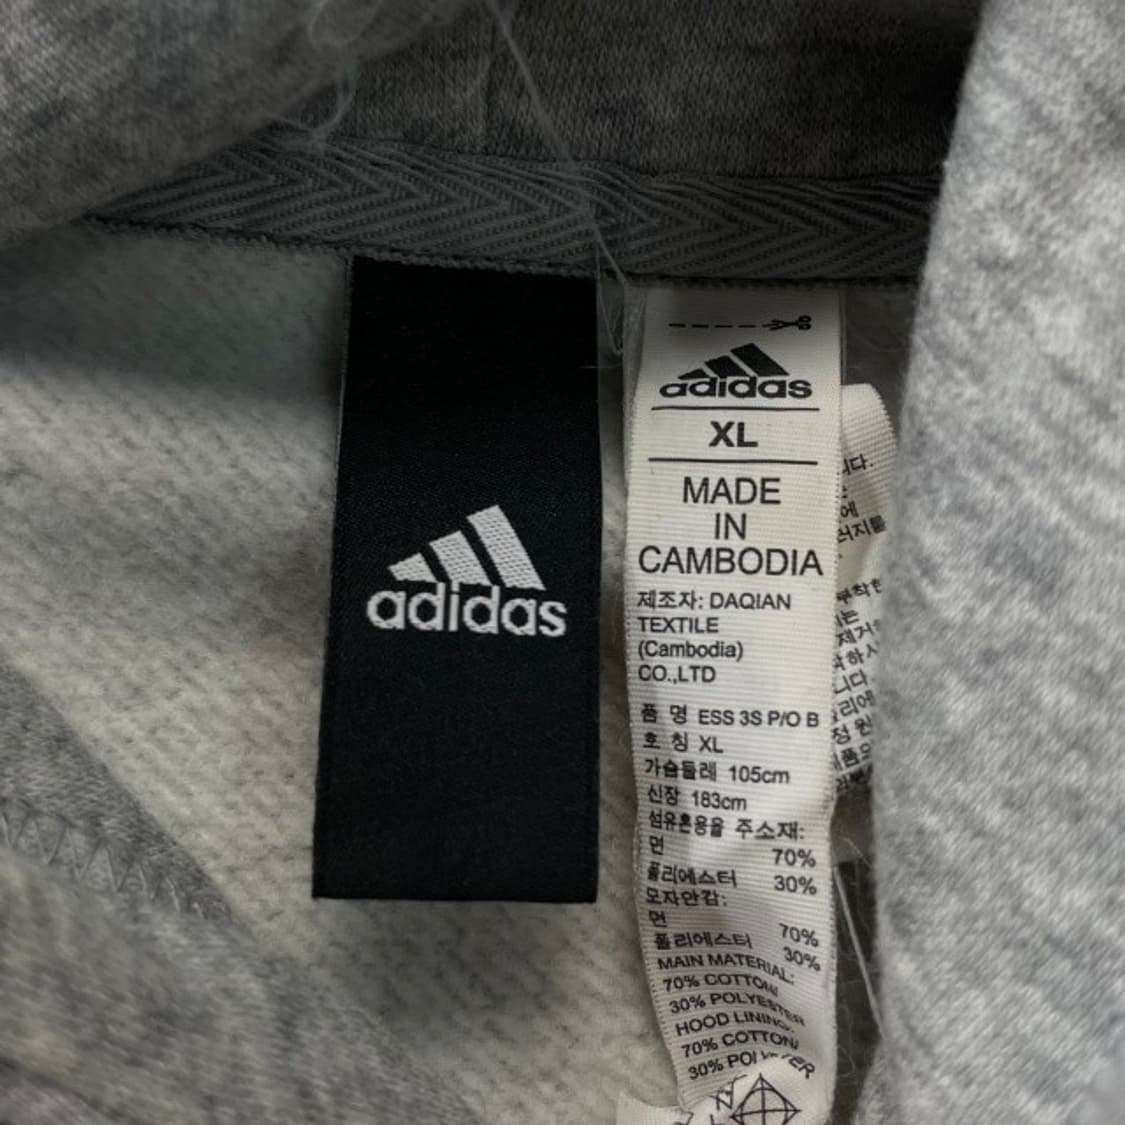 adidas
adidas
XL
MADE
IN
CAMBODIA
제조자: DAQIAN
TEXTILE
(Cambodia)
CO.,LTD
품 명 ESS 3S P/O B
호 칭 XL
가슴둘레 105cm
신장 183cm
섬유혼용율 주소재:
면 70%
폴리에스터 30%
모자안감:
면 70%
폴리에스터 30%
MAIN MATERIAL:
70% COTTON/
30% POLYESTER
HOOD LINING:
70% COTTON/
30%